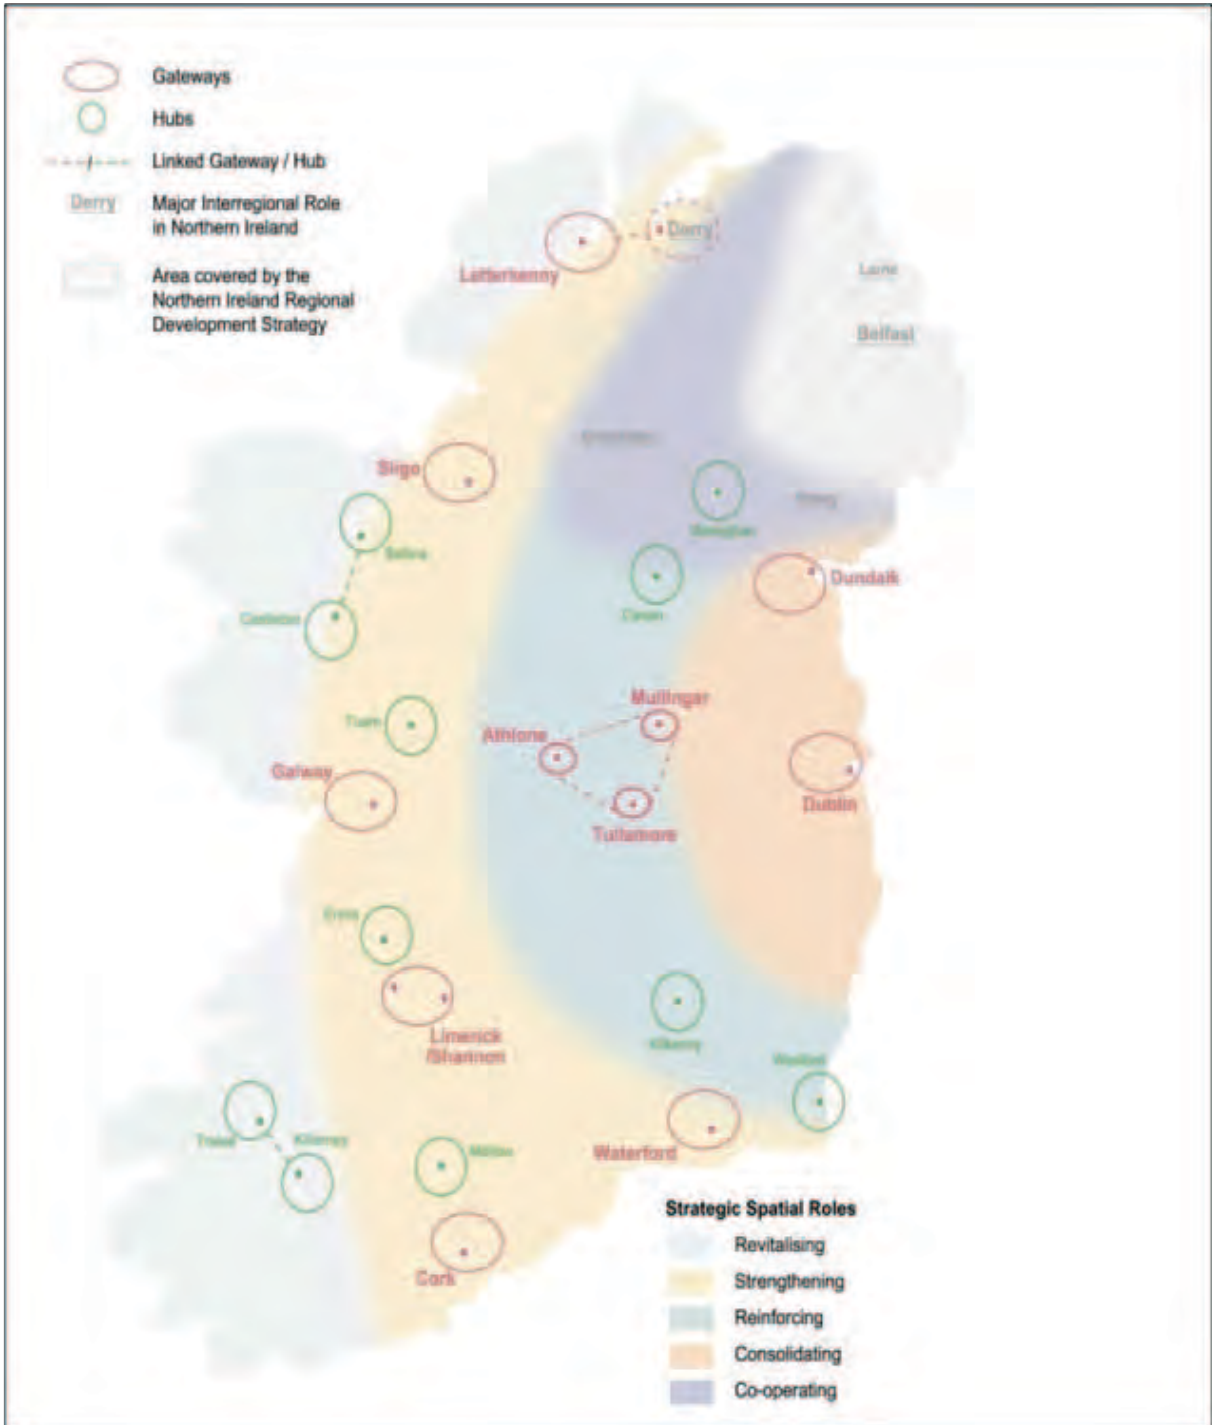 Gateways
Hubs
Linked Gateway / Hub
Derry
Major Interregional Role
in Northern Ireland
Area covered by the
Northern Ireland Regional
Development Strategy
Derry
Letterkenny
Larne
Belfast
Sligo
Monaghan
Ballina
Dundalk
Cavan
Castlebar
Mullingar
Tuam
Athlone
Galway
Dublin
Tullamore
Ennis
Limerick
/Shannon
Kilkenny
Wexford
Tralee
Killarney
Mallow
Waterford
Cork
Strategic Spatial Roles
Revitalising
Strengthening
Reinforcing
Consolidating
Co-operating